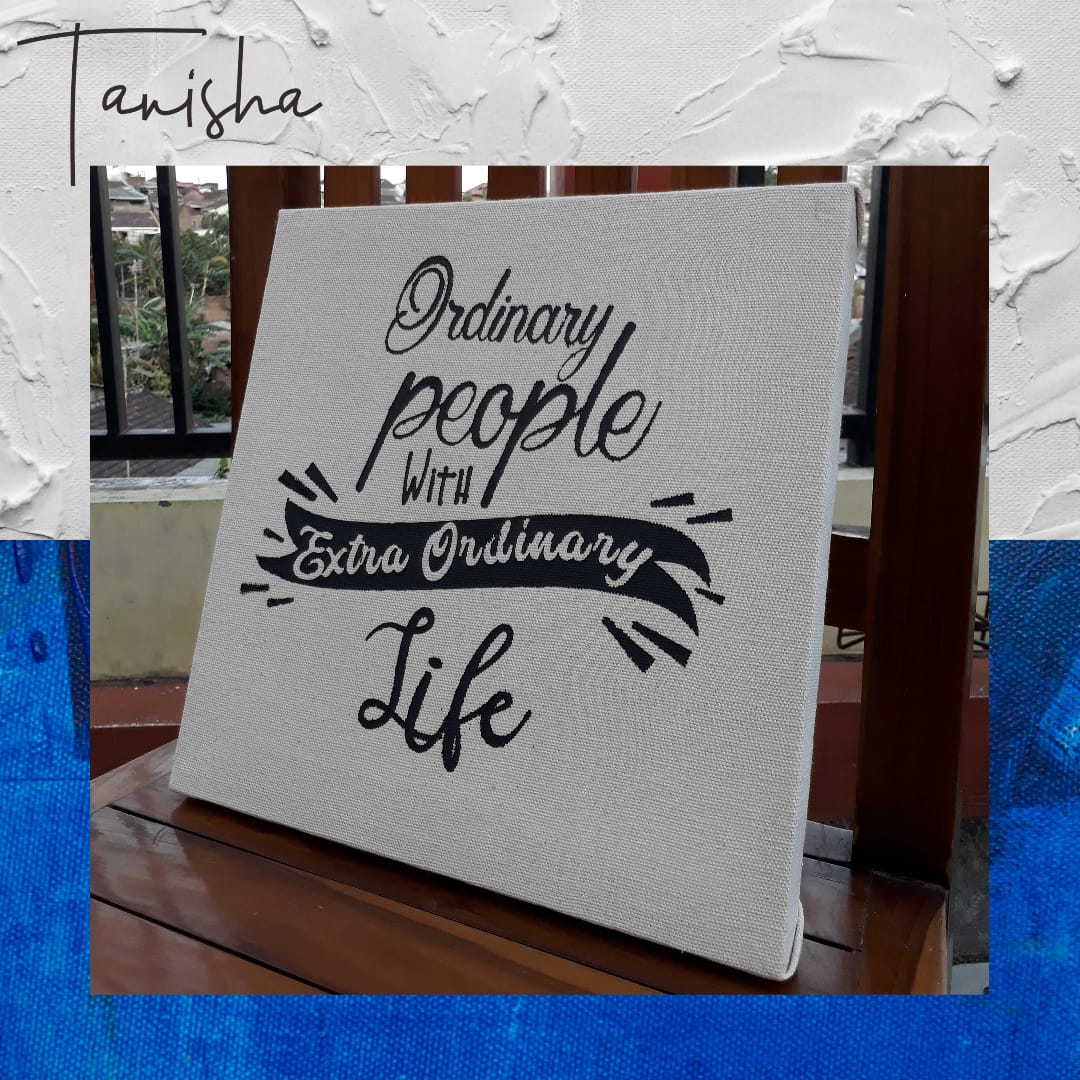 Tanisha
Ordinary
people
WITH
Extra Ordinary
Life